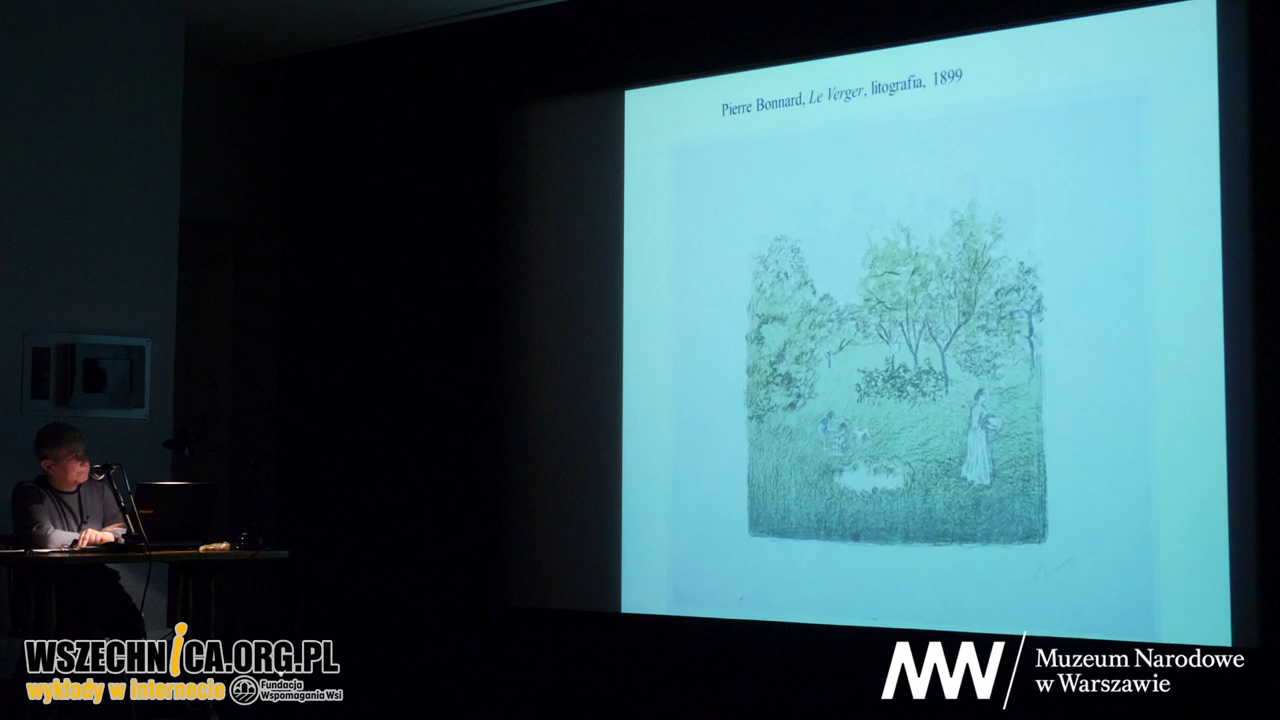 Pierre Bonnard, Le Verger, litografia, 1899
WSZECHNICA.ORG.PL
wykłady w internecie
Fundacja
Wspomagania Wsi
Muzeum Narodowe
w Warszawie